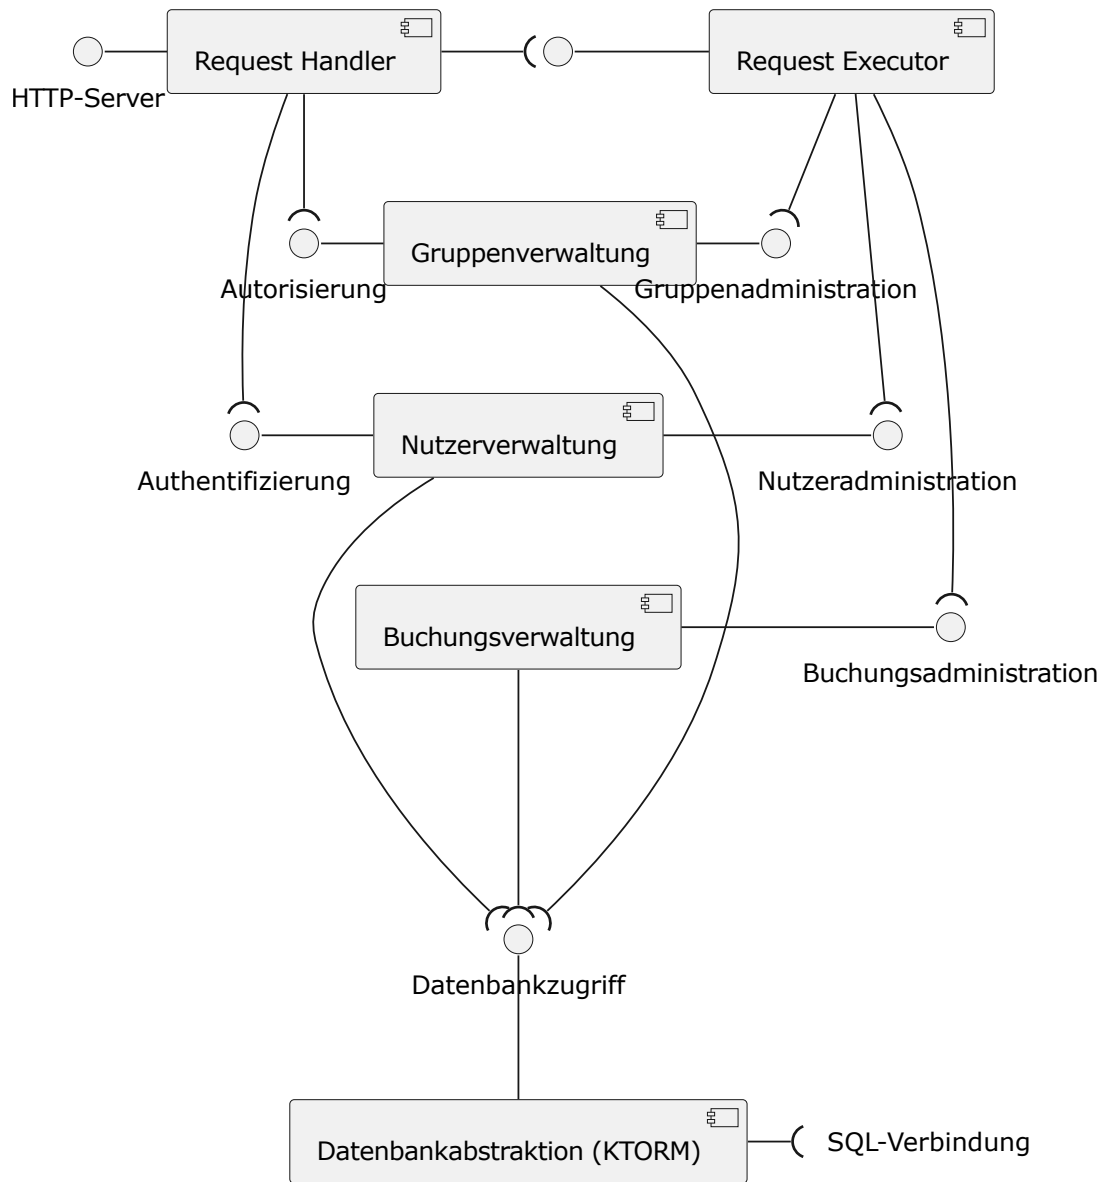 Request Handler
Request Executor
HTTP-Server
Gruppenverwaltung
Autorisierung
Gruppenadministration
Nutzerverwaltung
Authentifizierung
Nutzeradministration
Buchungsverwaltung
Buchungsadministration
Datenbankzugriff
Datenbankabstraktion (KTORM)
SQL-Verbindung